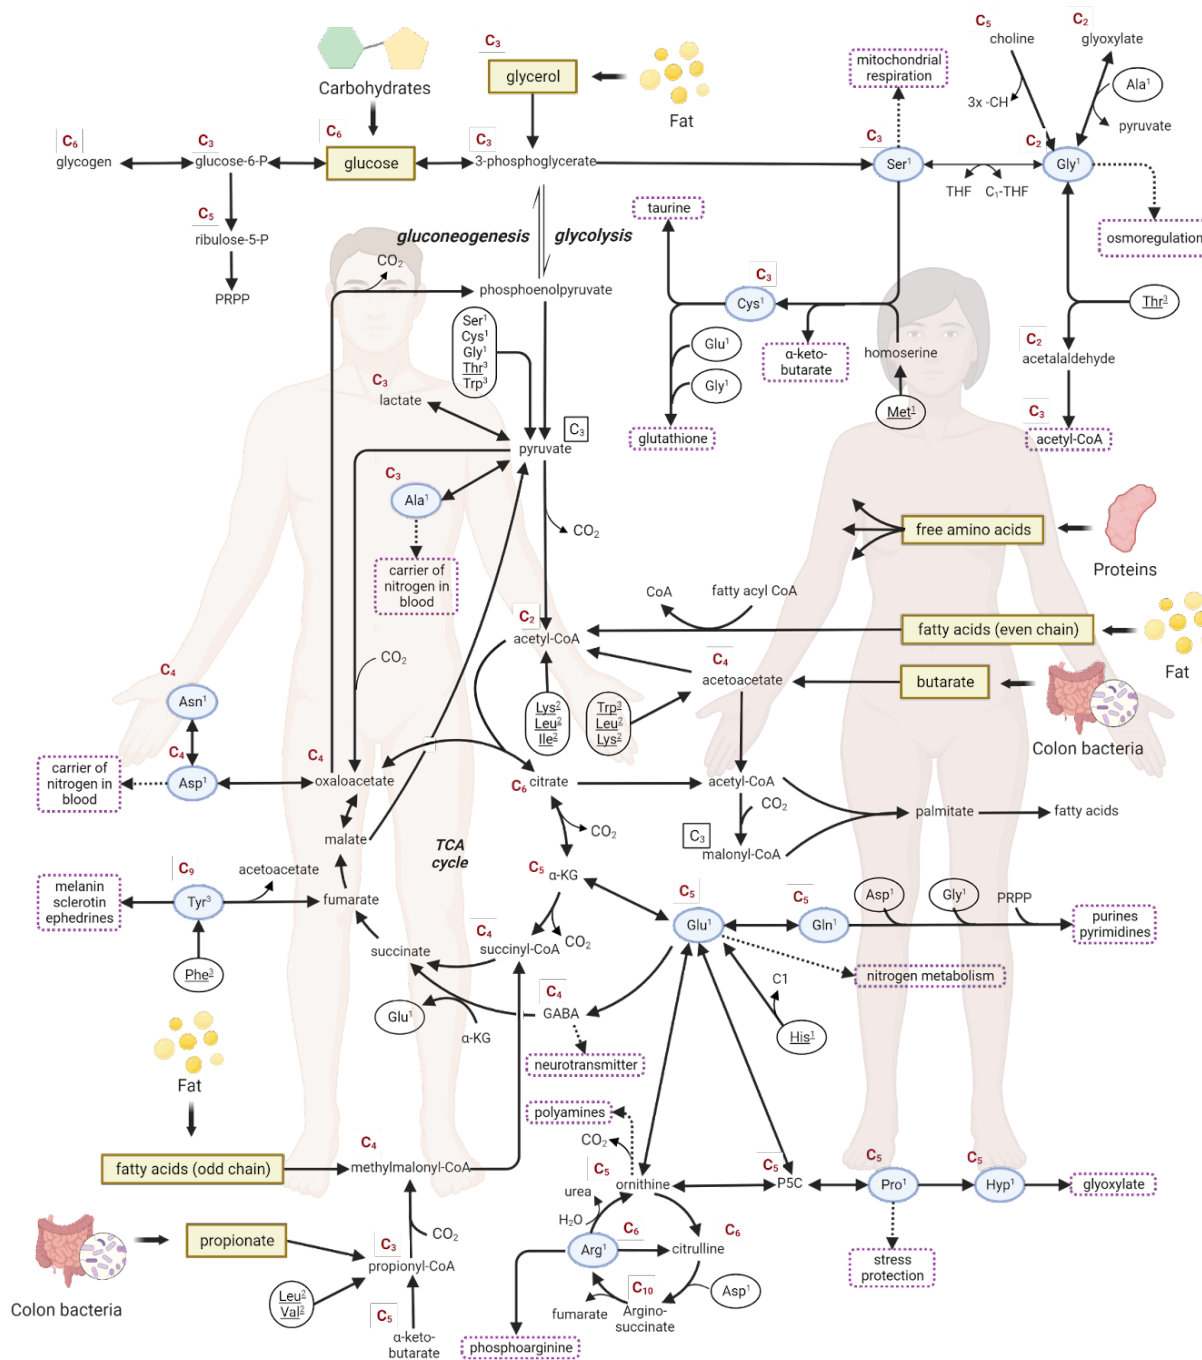 C₅
C₂
choline
glyoxylate
C₃
glycerol
Carbohydrates
Fat
mitochondrial
respiration
3x -CH
Ala¹
pyruvate
C₆
glycogen
C₃
glucose-6-P
C₆
glucose
C₃
3-phosphoglycerate
C₃
Ser¹
THF
C₁-THF
C₂
Gly¹
C₅
ribulose-5-P
PRPP
taurine
osmoregulation
gluconeogenesis
glycolysis
CO₂
phosphoenolpyruvate
C₃
Cys¹
Thr³
Ser¹
Cys¹
Gly¹
Thr³
Trp³
Glu¹
Gly¹
α-keto-
butarate
homoserine
Met¹
C₂
acetalaldehyde
C₃
lactate
glutathione
C₃
acetyl-CoA
pyruvate
C₃
C₃
Ala¹
CO₂
carrier of
nitrogen in
blood
free amino acids
Proteins
CoA
fatty acyl CoA
C₂
acetyl-CoA
fatty acids (even chain)
Fat
CO₂
C₄
acetoacetate
butarate
Colon bacteria
C₄
Asn¹
Lys²
Leu²
Ile²
Trp³
Leu²
Lys²
carrier of
nitrogen in
blood
C₄
Asp¹
C₄
oxaloacetate
C₆
citrate
acetyl-CoA
CO₂
C₃
malonyl-CoA
palmitate
fatty acids
malate
CO₂
TCA
cycle
C₉
acetoacetate
C₅
α-KG
melanin
sclerotin
ephedrines
Tyr³
fumarate
C₅
Glu¹
C₅
Gln¹
Asp¹
Gly¹
PRPP
purines
pyrimidines
Phe³
succinate
C₄
succinyl-CoA
CO₂
nitrogen metabolism
C1
His¹
Glu¹
α-KG
C₄
GABA
neurotransmitter
Fat
polyamines
CO₂
C₄
fatty acids (odd chain)
methylmalonyl-CoA
C₅
ornithine
C₅
P5C
C₅
Pro¹
C₅
Hyp¹
glyoxylate
urea
H₂O
propionate
CO₂
C₃
propionyl-CoA
Arg¹
C₆
citrulline
C₆
stress
protection
Colon bacteria
Leu²
Val²
C₅
α-keto-
butarate
C₁₀
fumarate
Argino-
succinate
Asp¹
phosphoarginine